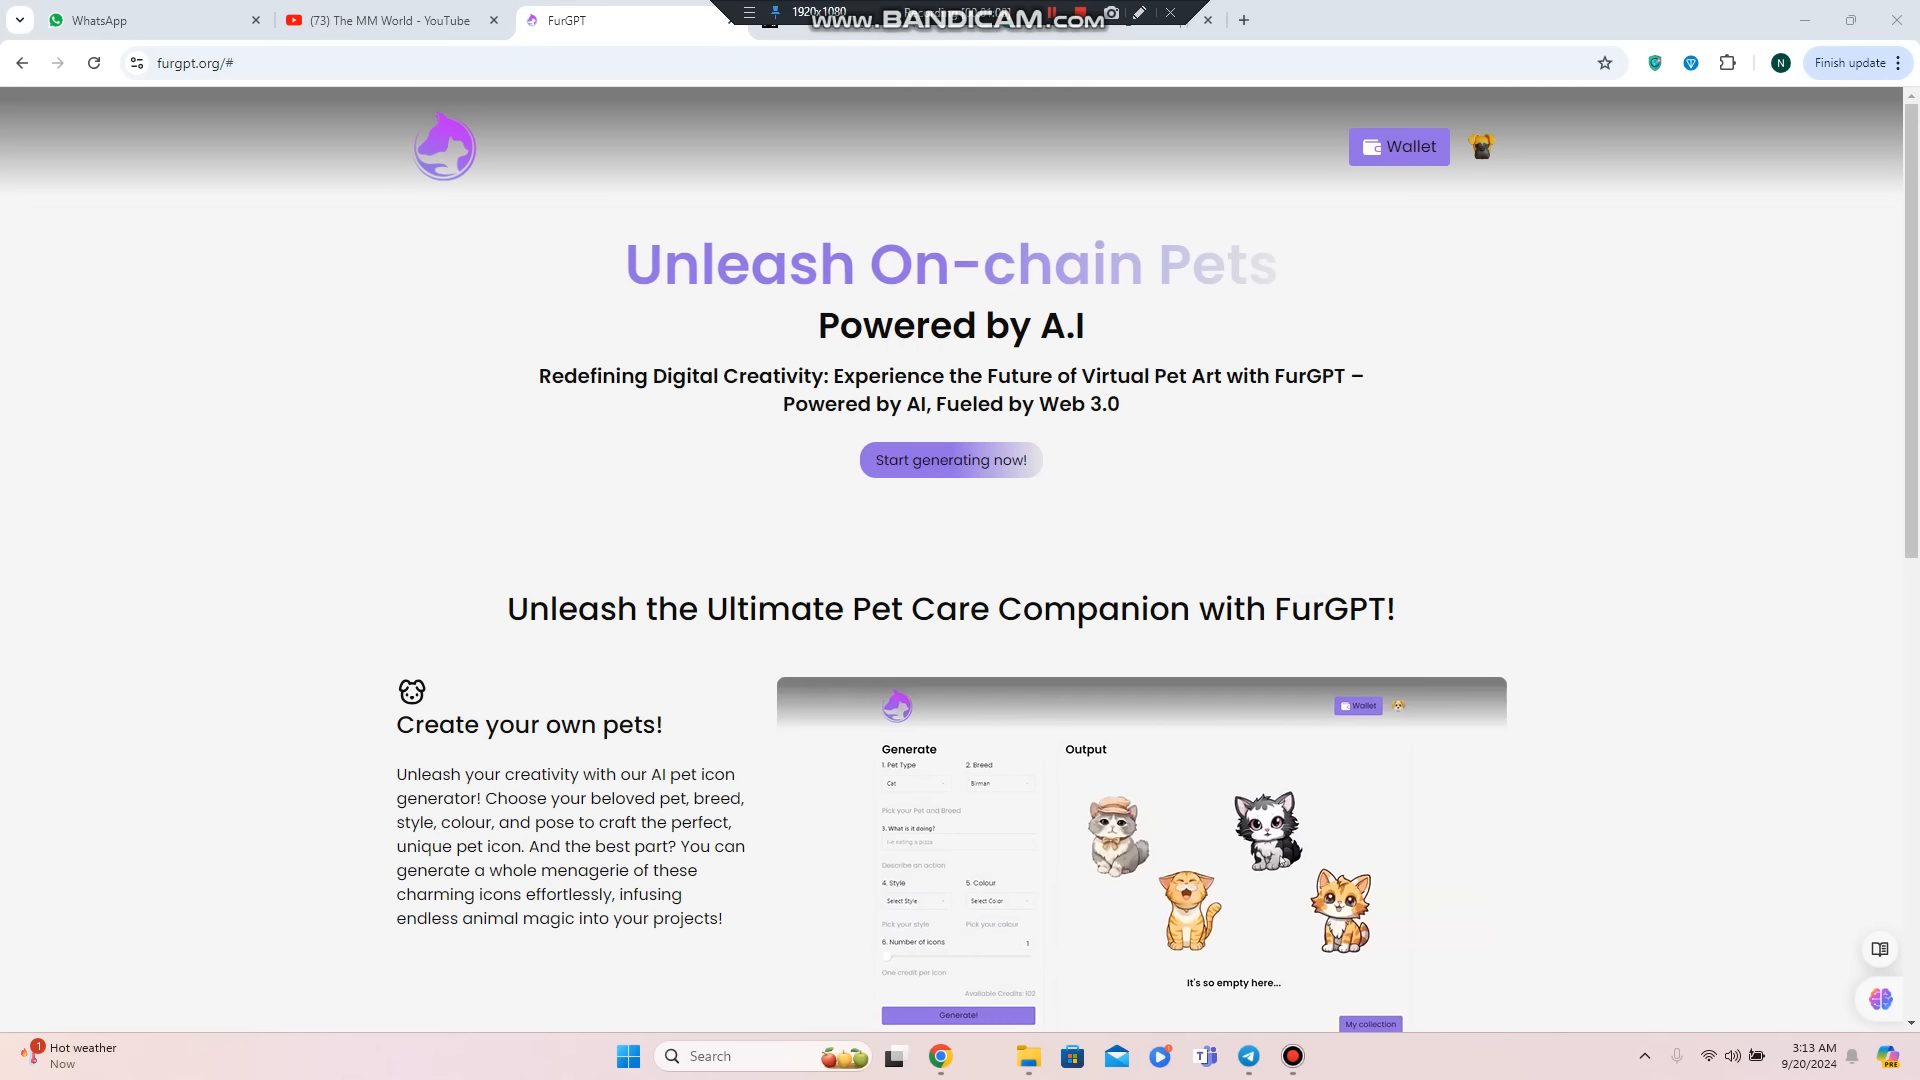 WhatsApp
(73) The MM World - YouTube
FurGPT
1920x1080
www.BANDICAM.com
furgpt.org/#
N
Finish update
Wallet
Unleash On-chain Pets
Powered by A.I
Redefining Digital Creativity: Experience the Future of Virtual Pet Art with FurGPT –
Powered by AI, Fueled by Web 3.0
Start generating now!
Unleash the Ultimate Pet Care Companion with FurGPT!
Create your own pets!
Unleash your creativity with our AI pet icon
generator! Choose your beloved pet, breed,
style, colour, and pose to craft the perfect,
unique pet icon. And the best part? You can
generate a whole menagerie of these
charming icons effortlessly, infusing
endless animal magic into your projects!
Wallet
Generate
Output
1. Pet Type
2. Breed
Cat
Birman
Pick your Pet and Breed
3. What is it doing?
I-e eating a pizza
Describe an action
4. Style
5. Colour
Select Style
Select Color
Pick your style
Pick your colour
6. Number of icons
1
One credit per icon
Available Credits: 102
Generate!
It's so empty here...
My collection
1
Hot weather
Now
Search
3:13 AM
9/20/2024
PRE